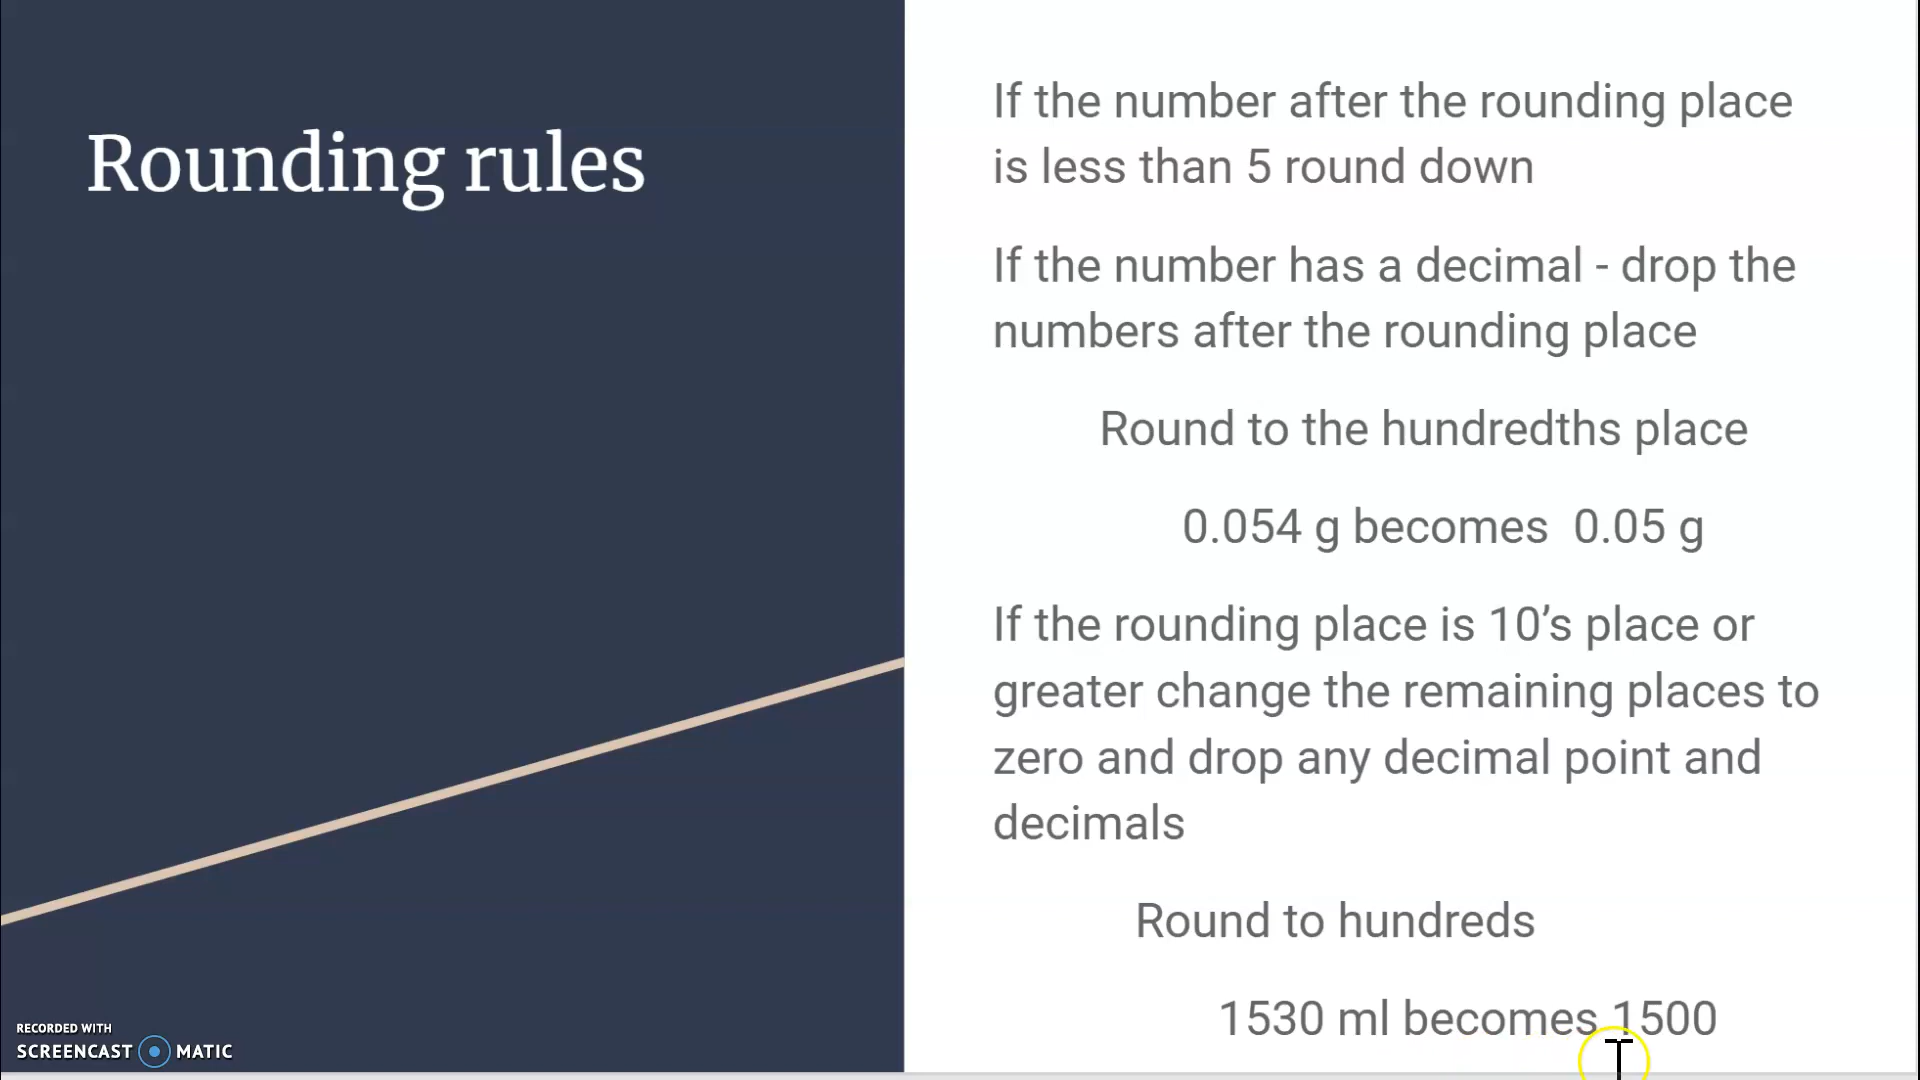 Rounding rules
If the number after the rounding place
is less than 5 round down
If the number has a decimal - drop the
numbers after the rounding place
Round to the hundredths place
0.054 g becomes  0.05 g
If the rounding place is 10’s place or
greater change the remaining places to
zero and drop any decimal point and
decimals
Round to hundreds
1530 ml becomes 1500
RECORDED WITH
SCREENCAST MATIC